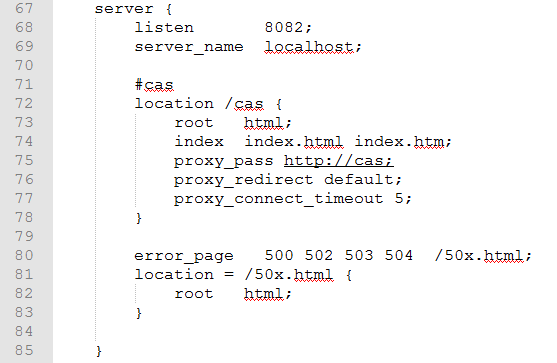 67 server {
68 listen 8082;
69 server_name localhost;
70
71 #cas
72 location /cas {
73 root html;
74 index index.html index.htm;
75 proxy_pass http://cas;
76 proxy_redirect default;
77 proxy_connect_timeout 5;
78 }
79
80 error_page 500 502 503 504 /50x.html;
81 location = /50x.html {
82 root html;
83 }
84
85 }